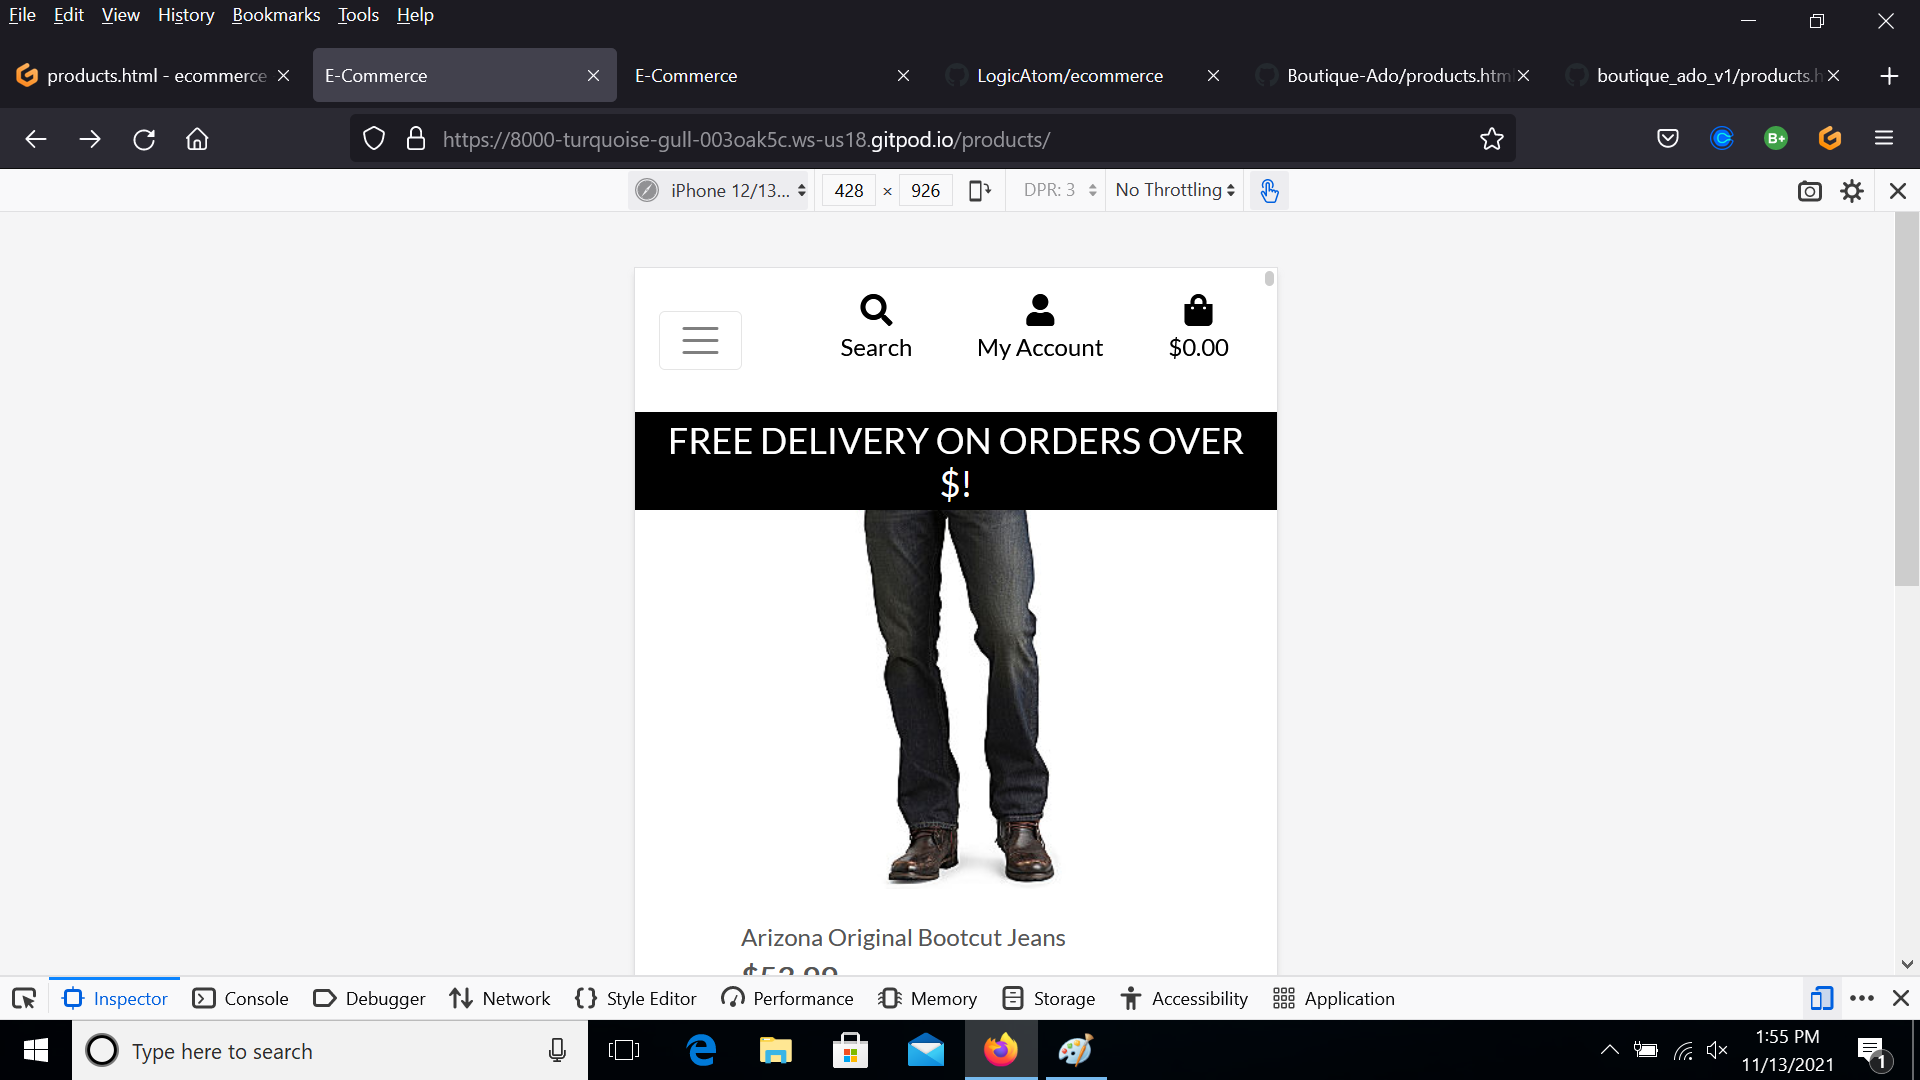 File Edit View History Bookmarks Tools Help
products.html - ecommerce
E-Commerce
E-Commerce
LogicAtom/ecommerce
Boutique-Ado/products.htm
boutique_ado_v1/products.h
https://8000-turquoise-gull-003oak5c.ws-us18.gitpod.io/products/
B+
iPhone 12/13... 428 × 926 DPR: 3 No Throttling
Search My Account $0.00
FREE DELIVERY ON ORDERS OVER
$!
Arizona Original Bootcut Jeans
$53.99
Inspector Console Debugger Network Style Editor Performance Memory Storage Accessibility Application
Type here to search
1:55 PM
11/13/2021
1